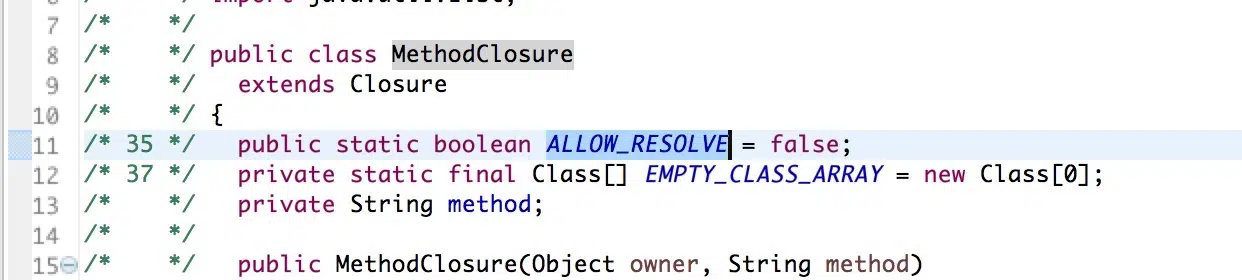 7 /*    */
8 /*    */ public class MethodClosure
9 /*    */   extends Closure
10 /*    */ {
11 /* 35 */   public static boolean ALLOW_RESOLVE = false;
12 /* 37 */   private static final Class[] EMPTY_CLASS_ARRAY = new Class[0];
13 /*    */   private String method;
14 /*    */
15 /*    */   public MethodClosure(Object owner, String method)